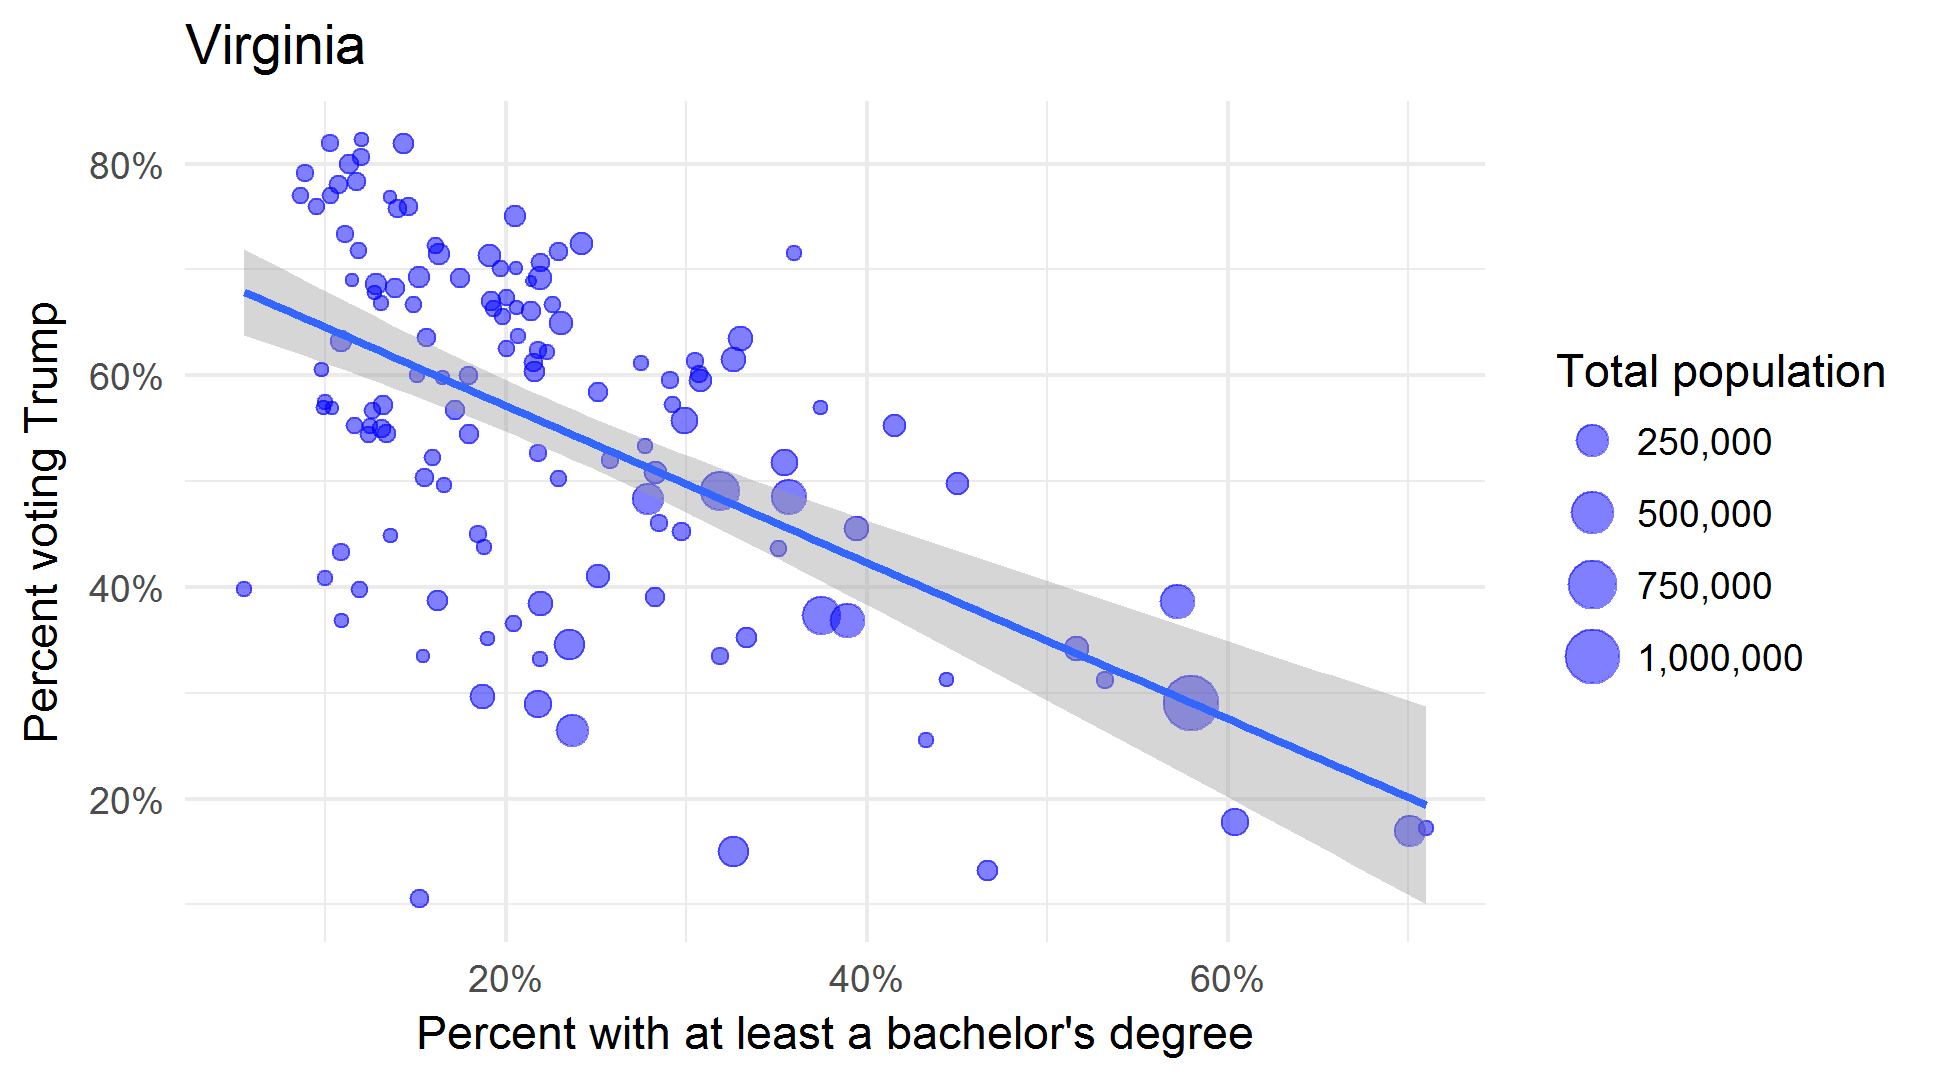 Virginia
Percent voting Trump
80%
60%
40%
20%
20%
40%
60%
Percent with at least a bachelor's degree
Total population
250,000
500,000
750,000
1,000,000